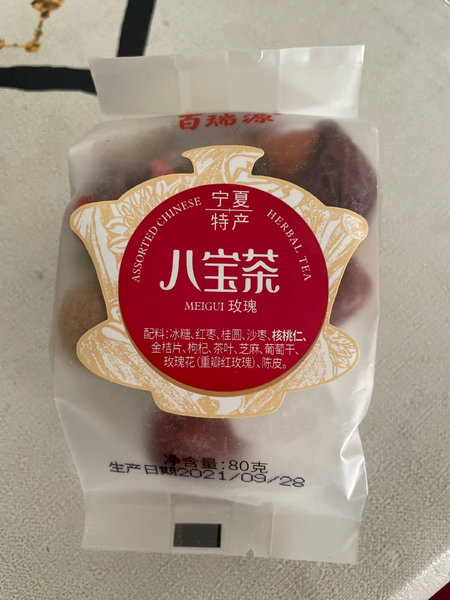 百瑞源
ASSORTED CHINESE HERBAL TEA
宁夏
特产
八宝茶
MEIGUI 玫瑰
配料:冰糖、红枣、桂圆、沙枣、核桃仁、
金桔片、枸杞、茶叶、芝麻、葡萄干、
玫瑰花(重瓣红玫瑰)、陈皮。
净含量:80克
生产日期2021/09/28